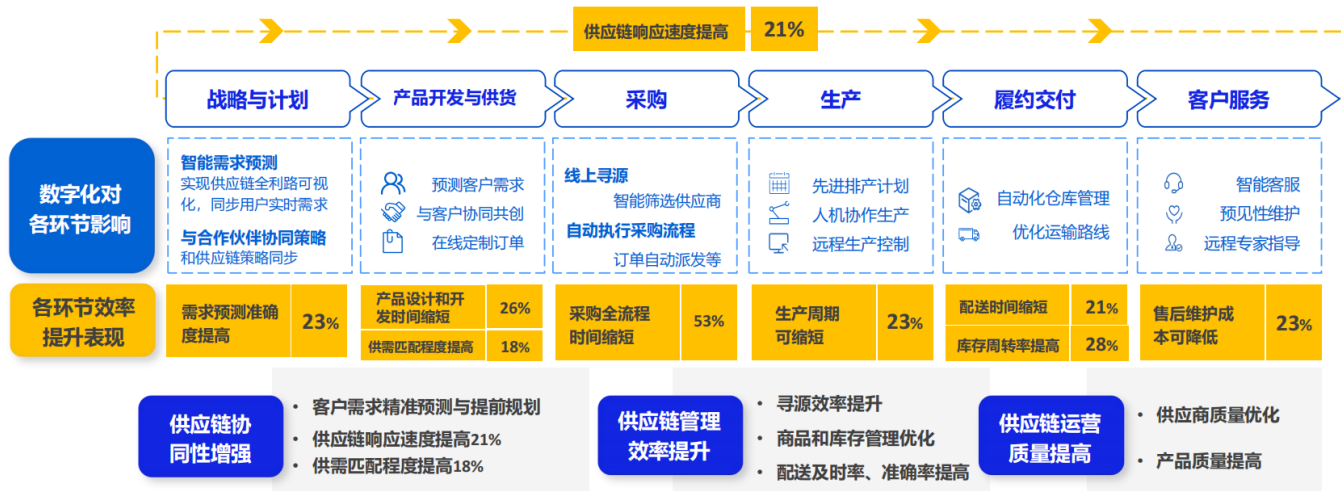 供应链响应速度提高 21%
战略与计划
产品开发与供货
采购
生产
履约交付
客户服务
数字化对
各环节影响
智能需求预测
实现供应链全利路可视
化，同步用户实时需求
与合作伙伴协同策略
和供应链策略同步
预测客户需求
与客户协同共创
在线定制订单
线上寻源
智能筛选供应商
自动执行采购流程
订单自动派发等
先进排产计划
人机协作生产
远程生产控制
自动化仓库管理
优化运输路线
智能客服
预见性维护
远程专家指导
各环节效率
提升表现
需求预测准确
度提高
23%
产品设计和开
发时间缩短
26%
供需匹配程度提高
18%
采购全流程
时间缩短
53%
生产周期
可缩短
23%
配送时间缩短
21%
库存周转率提高
28%
售后维护成
本可降低
23%
供应链协
同性增强
• 客户需求精准预测与提前规划
• 供应链响应速度提高21%
• 供需匹配程度提高18%
供应链管理
效率提升
• 寻源效率提升
• 商品和库存管理优化
• 配送及时率、准确率提高
供应链运营
质量提高
• 供应商质量优化
• 产品质量提高